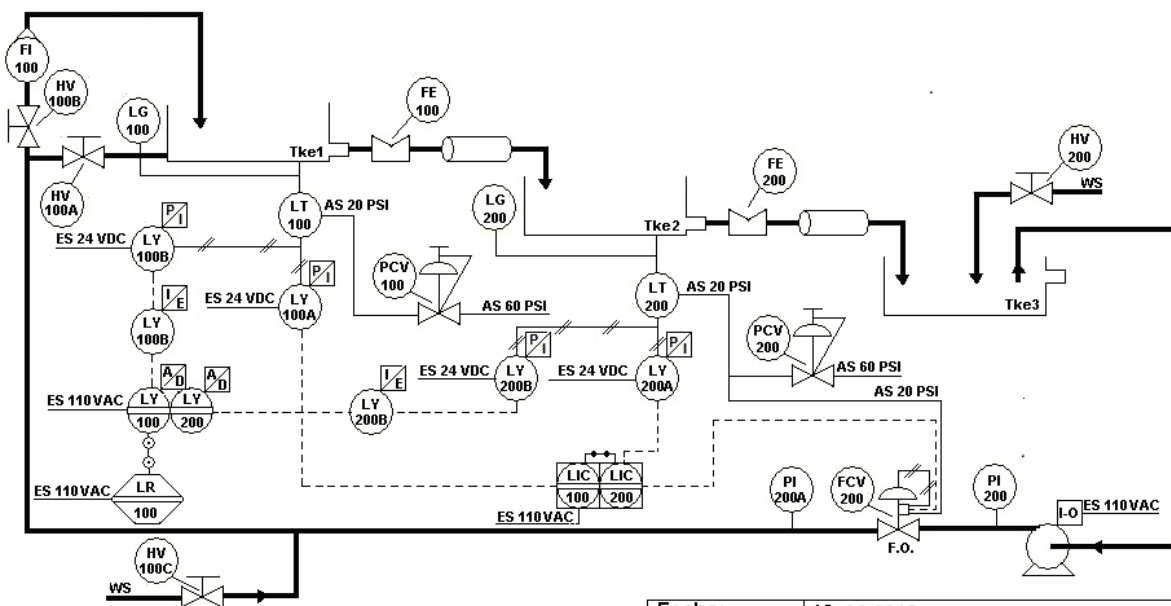 FI
100
HV
100B
LG
100
HV
100A
Tke1
FE
100
LT
100
AS 20 PSI
P
I
ES 24 VDC
LY
100B
P
I
ES 24 VDC
LY
100A
PCV
100
AS 60 PSI
I
E
LY
100B
A
D
A
D
ES 110VAC
LY
100
LY
200
ES 110VAC
LR
100
LG
200
Tke2
FE
200
LT
200
AS 20 PSI
HV
200
WS
Tke3
PCV
200
AS 60 PSI
AS 20 PSI
P
I
ES 24 VDC
LY
200B
P
I
ES 24 VDC
LY
200A
I
E
LY
200B
LIC
100
LIC
200
ES 110VAC
PI
200A
FCV
200
F.O.
PI
200
I-O
ES 110VAC
HV
100C
WS